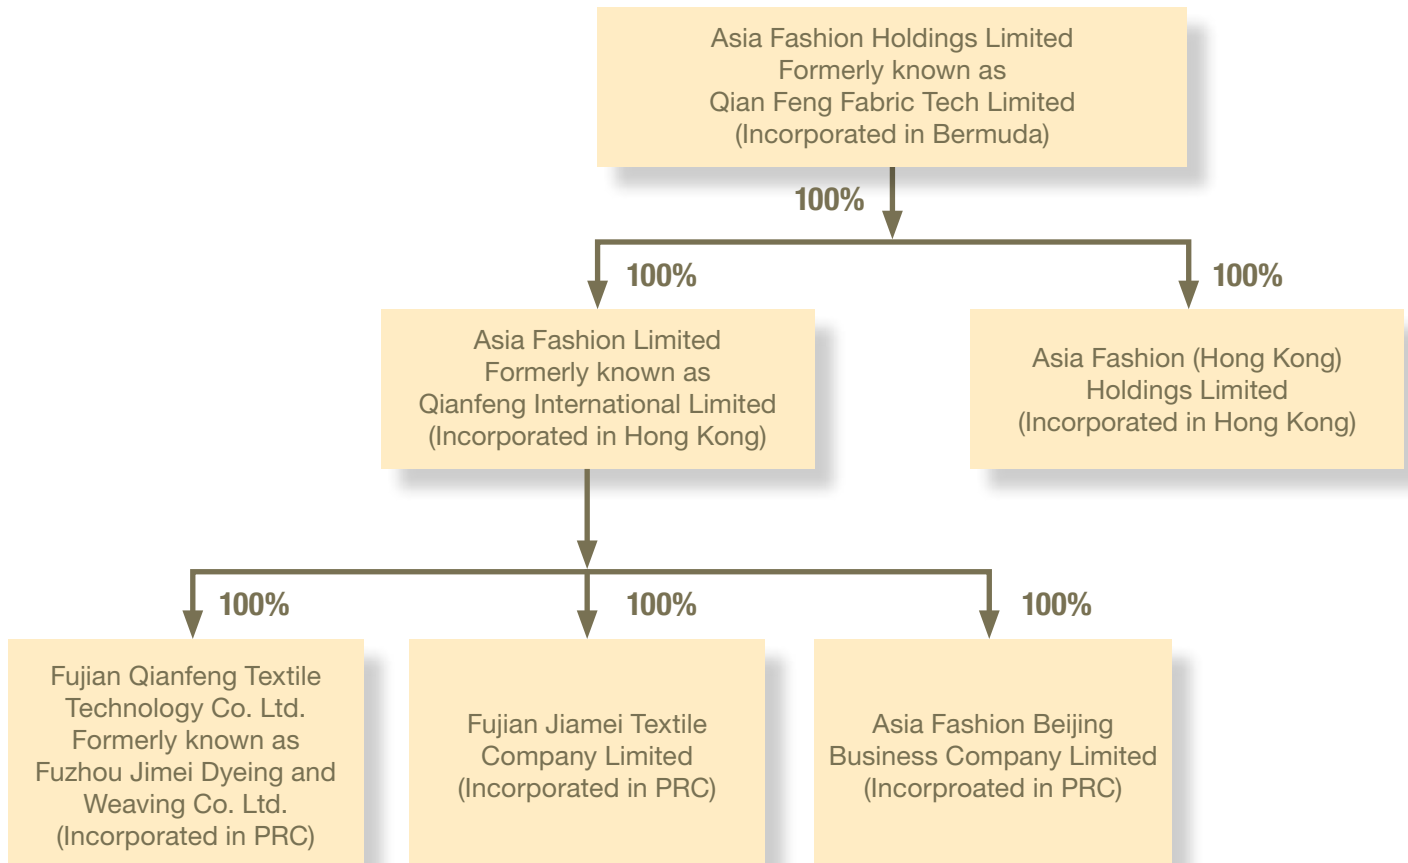 Asia Fashion Holdings Limited
Formerly known as
Qian Feng Fabric Tech Limited
(Incorporated in Bermuda)
100%
100%
100%
Asia Fashion Limited
Formerly known as
Qianfeng International Limited
(Incorporated in Hong Kong)
Asia Fashion (Hong Kong)
Holdings Limited
(Incorporated in Hong Kong)
100%
100%
100%
Fujian Qianfeng Textile
Technology Co. Ltd.
Formerly known as
Fuzhou Jimei Dyeing and
Weaving Co. Ltd.
(Incorporated in PRC)
Fujian Jiamei Textile
Company Limited
(Incorporated in PRC)
Asia Fashion Beijing
Business Company Limited
(Incorproated in PRC)